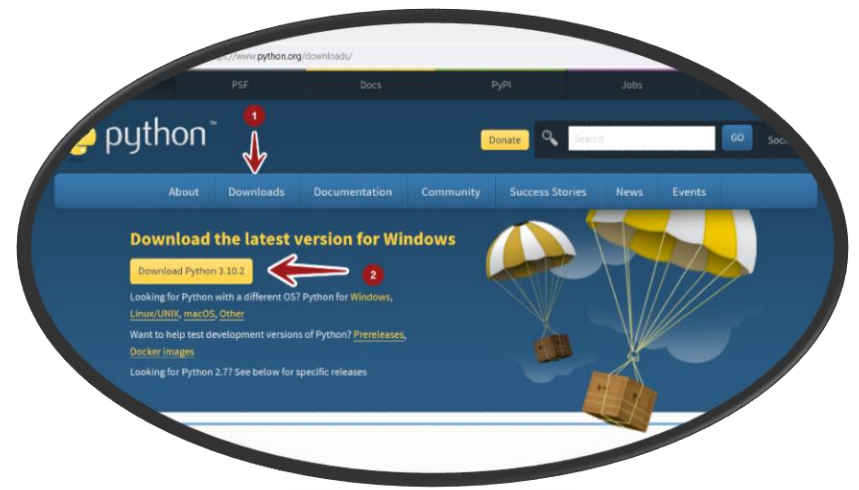 ps://www.python.org/downloads/
PSF Docs PyPI Jobs
1
python™
Donate Search GO
About Downloads Documentation Community Success Stories News Events
Download the latest version for Windows
Download Python 3.10.2
2
Looking for Python with a different OS? Python for Windows,
Linux/UNIX, macOS, Other
Want to help test development versions of Python? Prereleases,
Docker images
Looking for Python 2.7? See below for specific releases